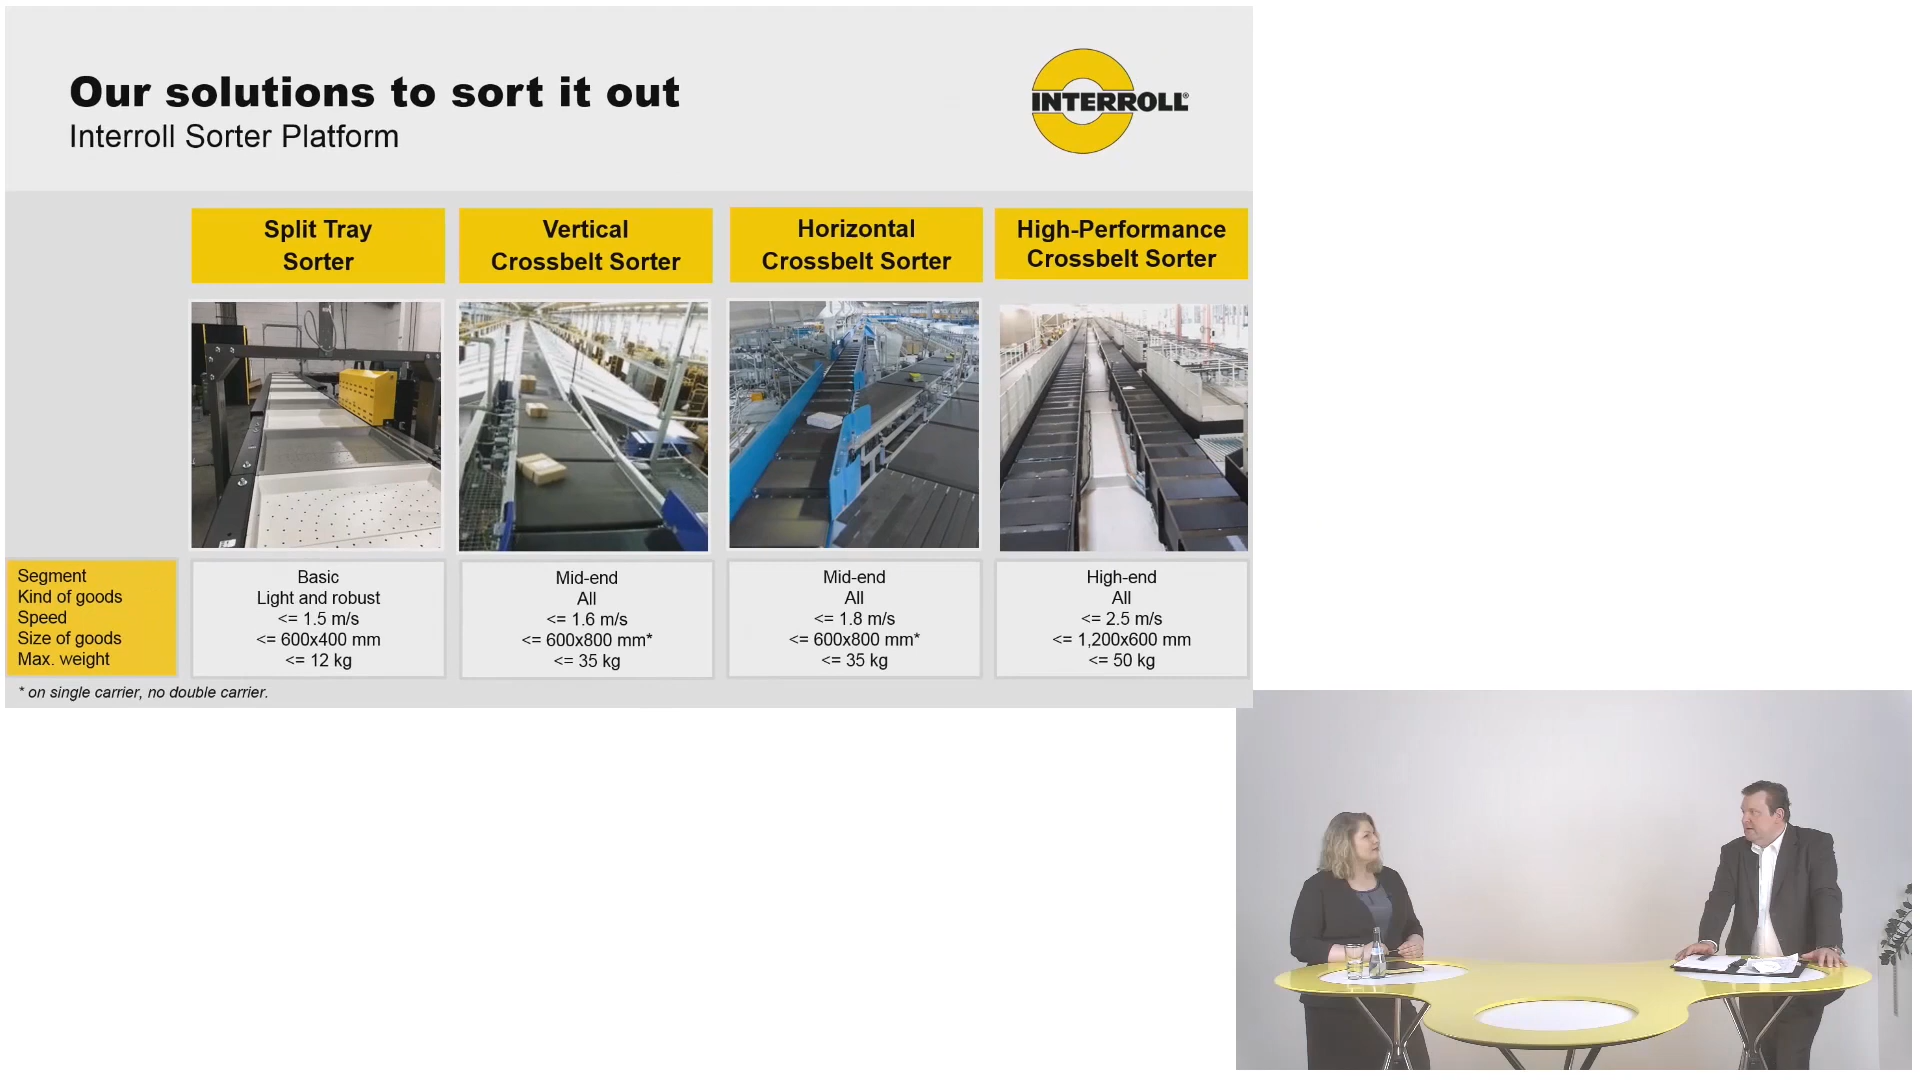 Our solutions to sort it out
Interroll Sorter Platform
INTERROLL®
Split Tray
Sorter
Vertical
Crossbelt Sorter
Horizontal
Crossbelt Sorter
High-Performance
Crossbelt Sorter
Segment
Kind of goods
Speed
Size of goods
Max. weight
Basic
Light and robust
<= 1.5 m/s
<= 600x400 mm
<= 12 kg
Mid-end
All
<= 1.6 m/s
<= 600x800 mm*
<= 35 kg
Mid-end
All
<= 1.8 m/s
<= 600x800 mm*
<= 35 kg
High-end
All
<= 2.5 m/s
<= 1,200x600 mm
<= 50 kg
* on single carrier, no double carrier.